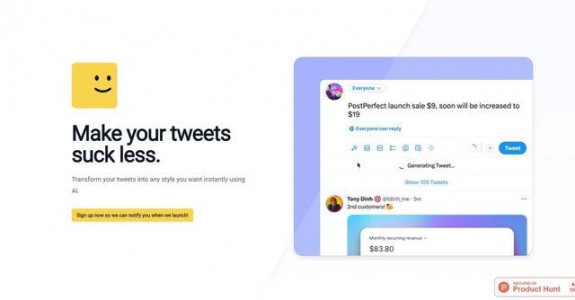 Make your tweets
suck less.
Transform your tweets into any style you want instantly using
AI.
Sign up now so we can notify you when we launch!
Everyone
PostPerfect launch sale $9, soon will be increased to
$19
Everyone can reply
Tweet
Generating Tweet...
Show 105 Tweets
Tony Dinh @tdinh_me · 5m
2nd customers!
Monthly recurring revenue
$83.80
FEATURED ON
Product Hunt